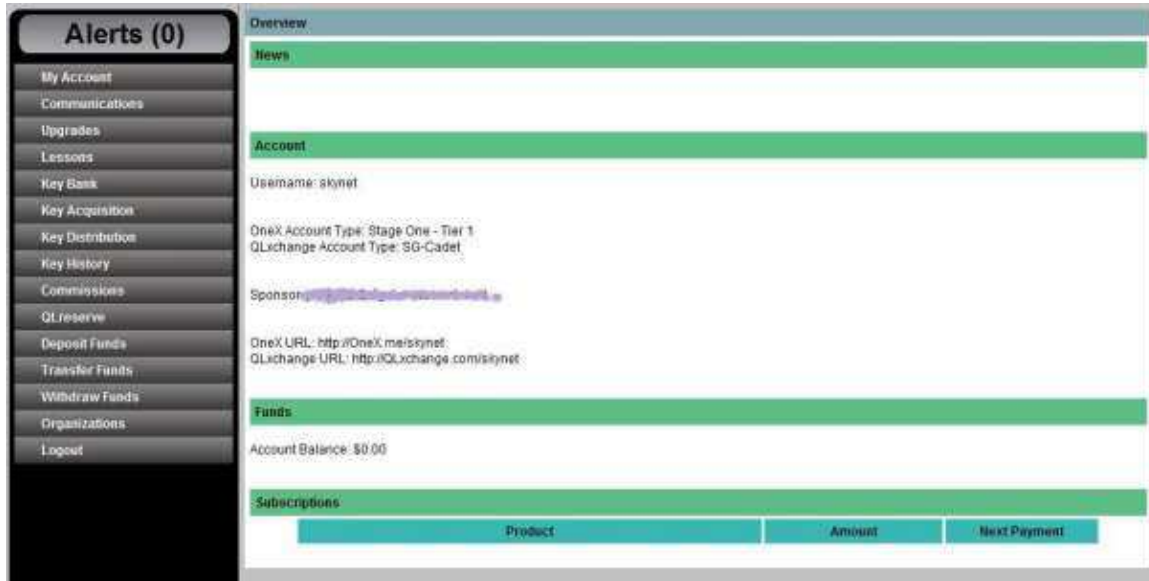 Alerts (0)
My Account
Communications
Upgrades
Lessons
Key Bank
Key Acquisition
Key Distribution
Key History
Commissions
QLreserve
Deposit Funds
Transfer Funds
Withdraw Funds
Organizations
Logout
Overview
News
Account
Username: skynet
OneX Account Type: Stage One - Tier 1
QLxchange Account Type: SG-Cadet
Sponsor
OneX URL: http://OneX.me/skynet
QLxchange URL: http://QLxchange.com/skynet
Funds
Account Balance: $0.00
Subscriptions
Product Amount Next Payment